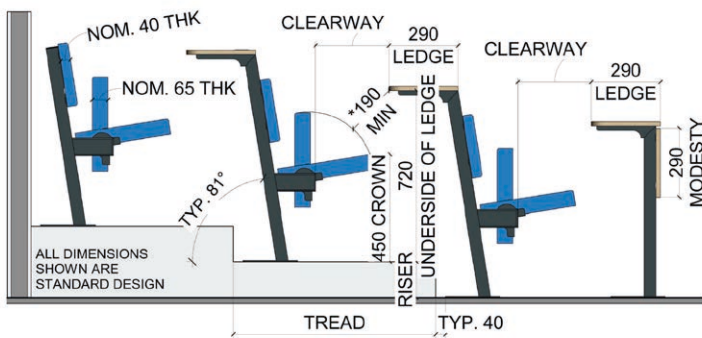 NOM. 40 THK
NOM. 65 THK
CLEARWAY
290
LEDGE
CLEARWAY
290
LEDGE
*190
MIN
TYP. 81°
450 CROWN
720
UNDERSIDE OF LEDGE
RISER
290
MODESTY
ALL DIMENSIONS
SHOWN ARE
STANDARD DESIGN
TREAD
TYP. 40